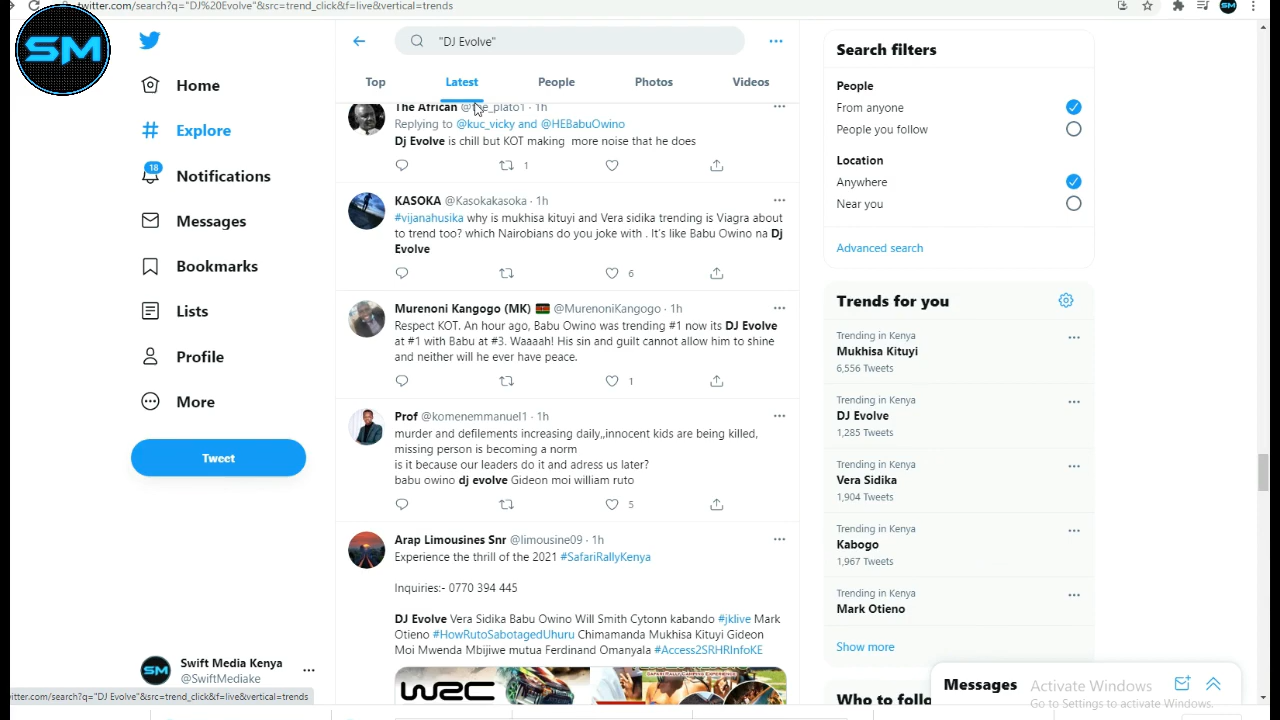 twitter.com/search?q="DJ%20Evolve"&src=trend_click&f=live&vertical=trends
SM
SM
"DJ Evolve"
Top
Latest
People
Photos
Videos
Home
Explore
18
Notifications
Messages
Bookmarks
Lists
Profile
More
Tweet
SM
Swift Media Kenya
@SwiftMediake
witter.com/search?q="DJ Evolve"&src=trend_click&f=live&vertical=trends
The African @the_plato1 · 1h
Replying to @kuc_vicky and @HEBabuOwino
Dj Evolve is chill but KOT making more noise that he does
1
KASOKA @Kasokakasoka · 1h
#vijanahusika why is mukhisa kituyi and Vera sidika trending is Viagra about
to trend too? which Nairobians do you joke with . It's like Babu Owino na Dj
Evolve
6
Murenoni Kangogo (MK) @MurenoniKangogo · 1h
Respect KOT. An hour ago, Babu Owino was trending #1 now its DJ Evolve
at #1 with Babu at #3. Waaaah! His sin and guilt cannot allow him to shine
and neither will he ever have peace.
1
Prof @komenemmanuel1 · 1h
murder and defilements increasing daily,,innocent kids are being killed,
missing person is becoming a norm
is it because our leaders do it and adress us later?
babu owino dj evolve Gideon moi william ruto
5
Arap Limousines Snr @limousine09 · 1h
Experience the thrill of the 2021 #SafariRallyKenya
Inquiries:- 0770 394 445
DJ Evolve Vera Sidika Babu Owino Will Smith Cytonn kabando #jklive Mark
Otieno #HowRutoSabotagedUhuru Chimamanda Mukhisa Kituyi Gideon
Moi Mwenda Mbijiwe mutua Ferdinand Omanyala #Access2SRHRInfoKE
WRC
SAFARI RALLY CAMPING EXPERIENCE
Search filters
People
From anyone
People you follow
Location
Anywhere
Near you
Advanced search
Trends for you
Trending in Kenya
Mukhisa Kituyi
6,556 Tweets
Trending in Kenya
DJ Evolve
1,285 Tweets
Trending in Kenya
Vera Sidika
1,904 Tweets
Trending in Kenya
Kabogo
1,967 Tweets
Trending in Kenya
Mark Otieno
Show more
Who to follo
Messages
Activate Windows
Go to Settings to activate Windows.